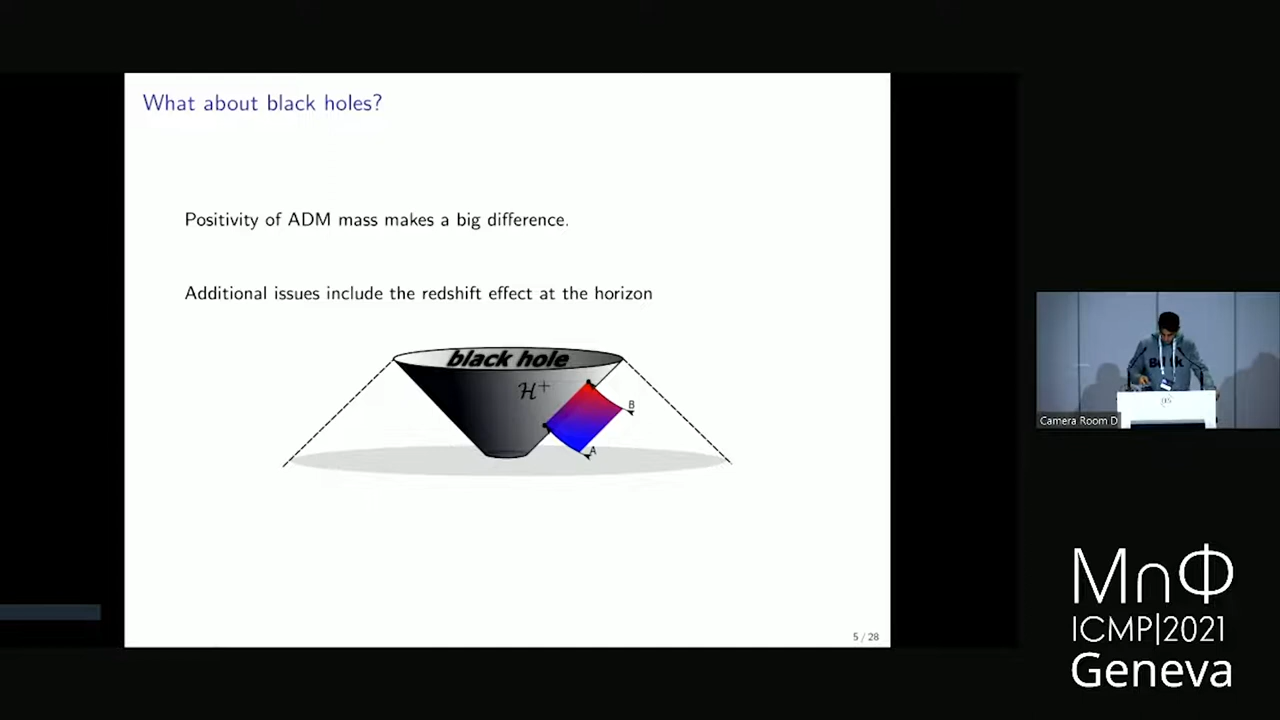 What about black holes?
Positivity of ADM mass makes a big difference.
Additional issues include the redshift effect at the horizon
black hole
H⁺
B
A
5 / 28
Camera Room D
MηΦ
ICMP|2021
Geneva